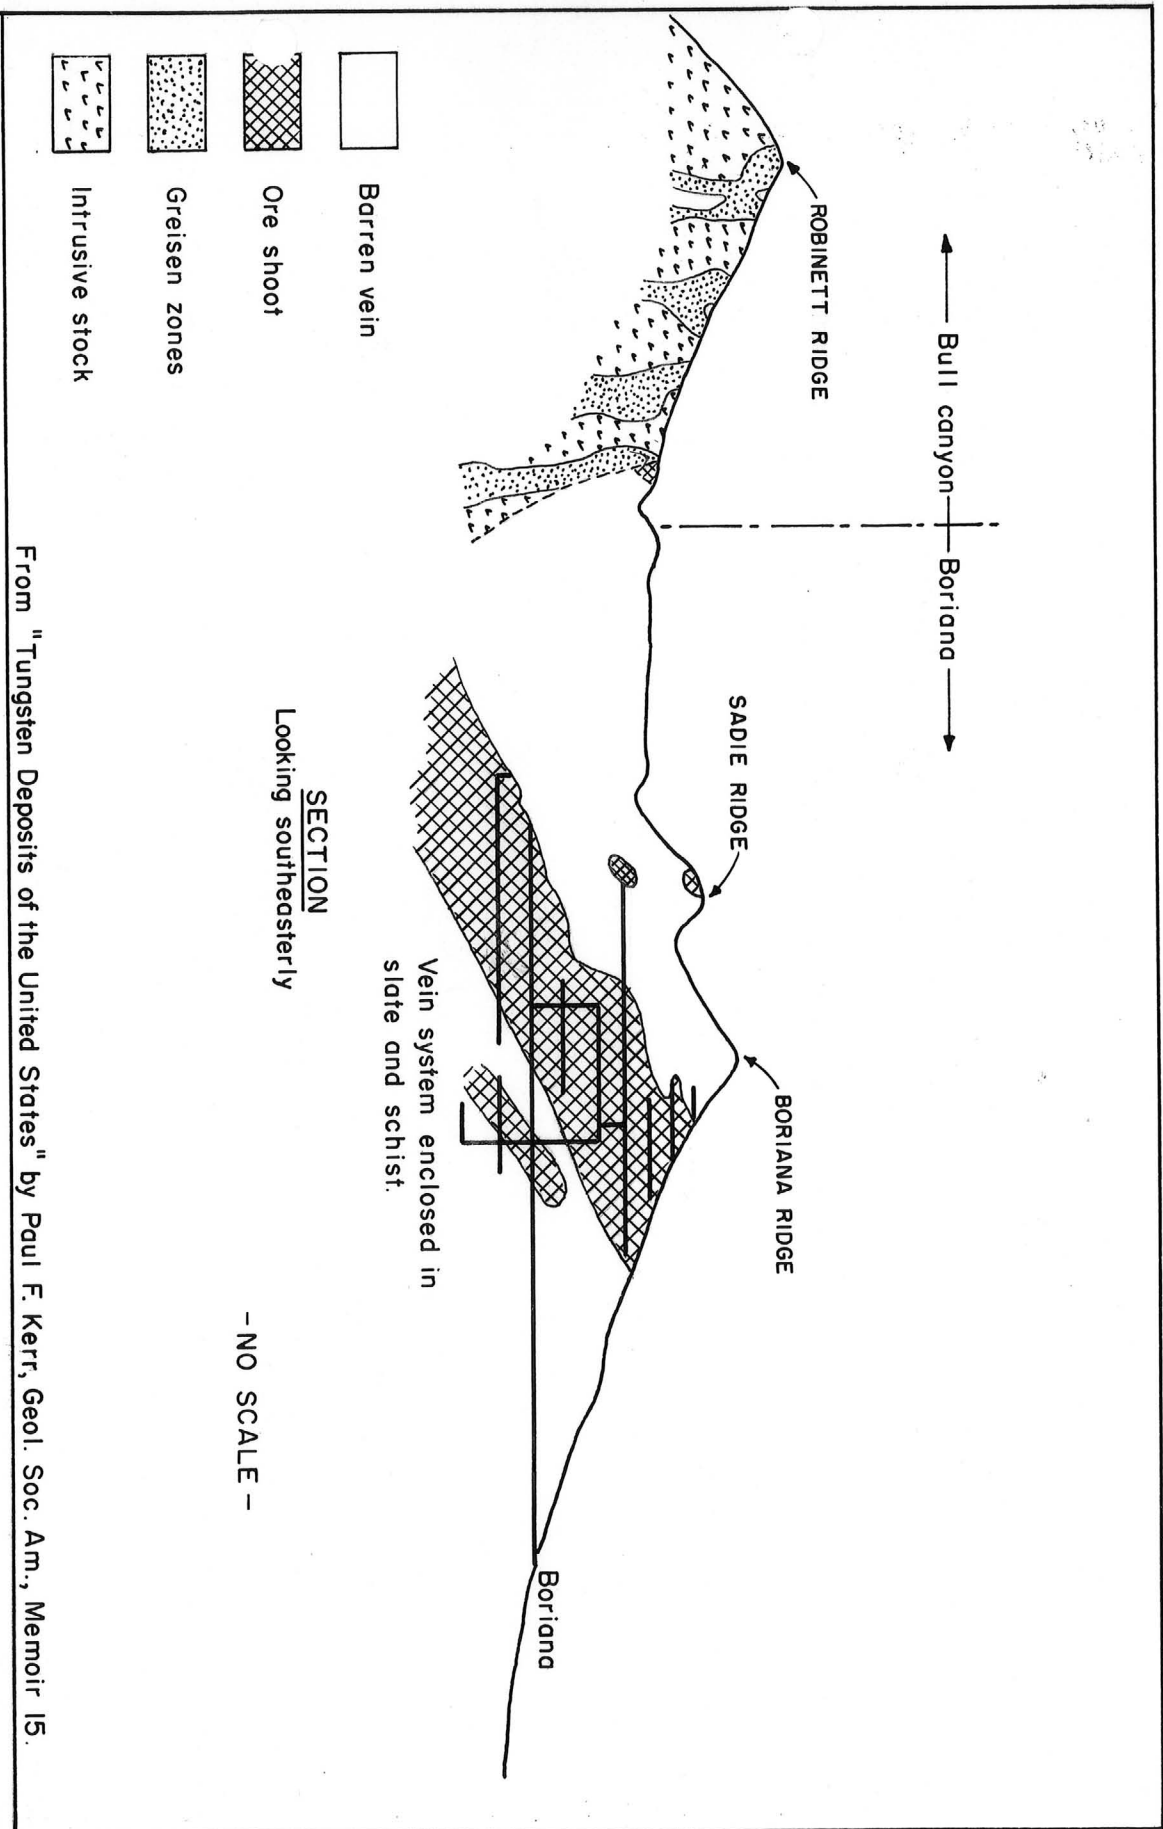 Bull canyon
Boriana
ROBINETT RIDGE
SADIE RIDGE
BORIANA RIDGE
Boriana
Vein system enclosed in
slate and schist.
SECTION
Looking southeasterly
- NO SCALE -
Barren vein
Ore shoot
Greisen zones
Intrusive stock
From "Tungsten Deposits of the United States" by Paul F. Kerr, Geol. Soc. Am., Memoir 15.